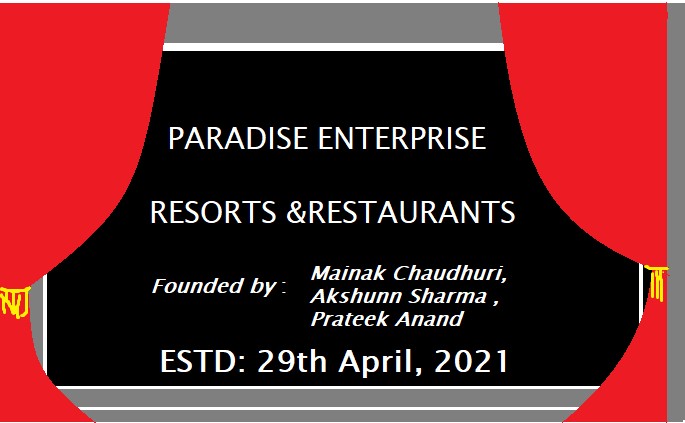 PARADISE ENTERPRISE
RESORTS &RESTAURANTS
Founded by : Mainak Chaudhuri,
Akshunn Sharma ,
Prateek Anand
ESTD: 29th April, 2021